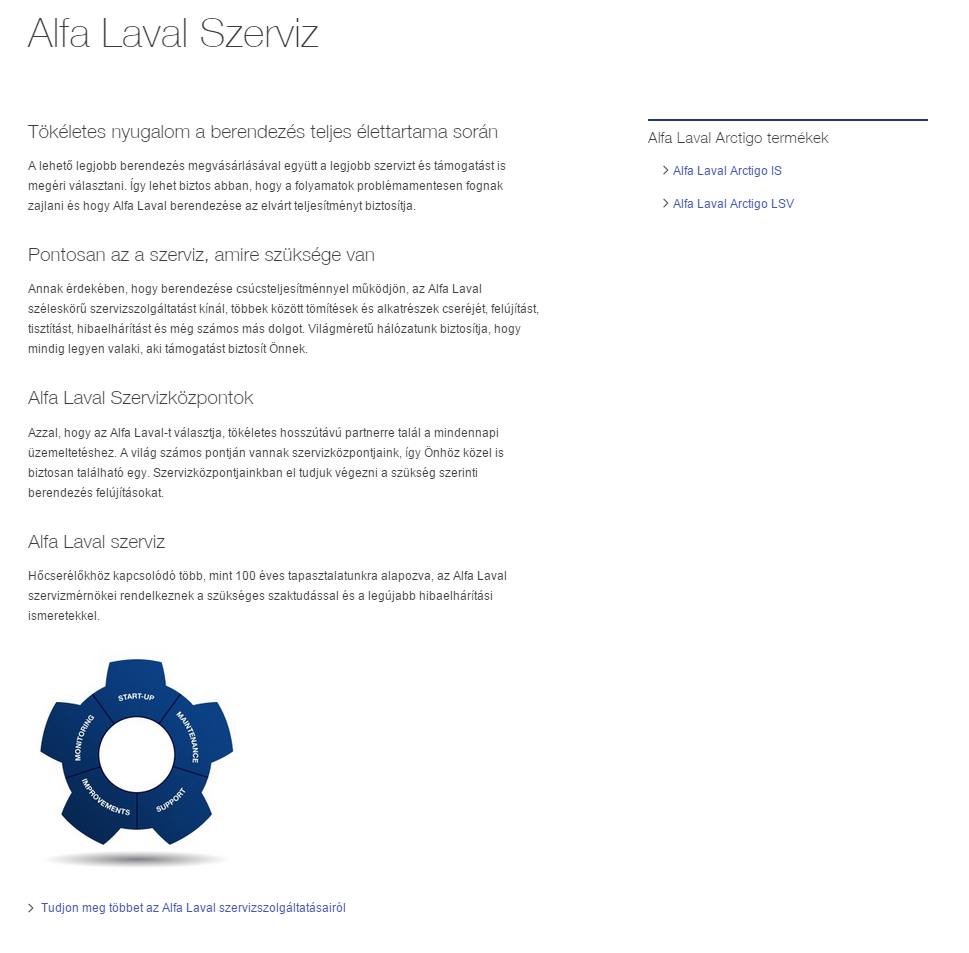 Alfa Laval Szerviz
Tökéletes nyugalom a berendezés teljes élettartama során
A lehető legjobb berendezés megvásárlásával együtt a legjobb szervizt és támogatást is
megéri választani. Így lehet biztos abban, hogy a folyamatok problémamentesen fognak
zajlani és hogy Alfa Laval berendezése az elvárt teljesítményt biztosítja.
Pontosan az a szerviz, amire szüksége van
Annak érdekében, hogy berendezése csúcsteljesítménnyel működjön, az Alfa Laval
széleskörű szervizszolgáltatást kínál, többek között tömítések és alkatrészek cseréjét, felújítást,
tisztítást, hibaelhárítást és még számos más dolgot. Világméretű hálózatunk biztosítja, hogy
mindig legyen valaki, aki támogatást biztosít Önnek.
Alfa Laval Szervizközpontok
Azzal, hogy az Alfa Laval-t választja, tökéletes hosszútávú partnerre talál a mindennapi
üzemeltetéshez. A világ számos pontján vannak szervizközpontjaink, így Önhöz közel is
biztosan található egy. Szervizközpontjainkban el tudjuk végezni a szükség szerinti
berendezés felújításokat.
Alfa Laval szerviz
Hőcserélőkhöz kapcsolódó több, mint 100 éves tapasztalatunkra alapozva, az Alfa Laval
szervizmérnökei rendelkeznek a szükséges szaktudással és a legújabb hibaelhárítási
ismeretekkel.
START-UP
MAINTENANCE
SUPPORT
IMPROVEMENTS
MONITORING
Tudjon meg többet az Alfa Laval szervizszolgáltatásairól
Alfa Laval Arctigo termékek
Alfa Laval Arctigo IS
Alfa Laval Arctigo LSV